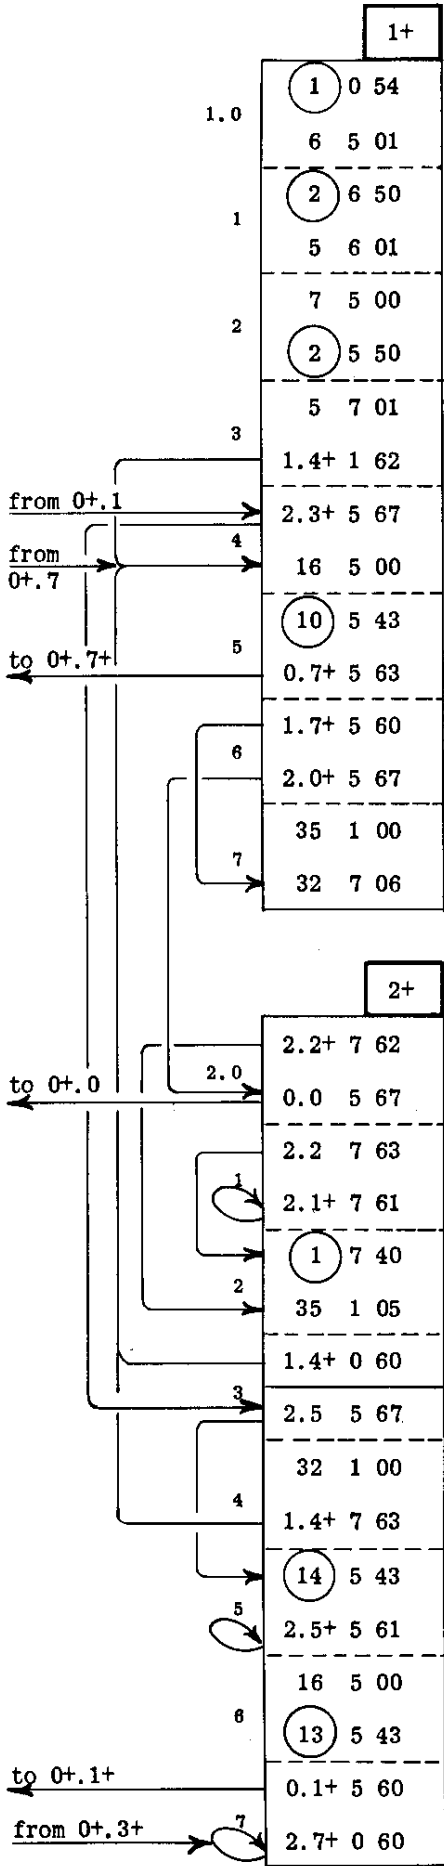 1+
1 0 54
1.0
6 5 01
2 6 50
1
5 6 01
7 5 00
2
2 5 50
5 7 01
3
1.4+ 1 62
from 0+.1
2.3+ 5 67
4
from
0+.7
16 5 00
10 5 43
5
to 0+.7+
0.7+ 5 63
1.7+ 5 60
6
2.0+ 5 67
35 1 00
7
32 7 06
2+
2.2+ 7 62
to 0+.0
2.0
0.0 5 67
2.2 7 63
1
2.1+ 7 61
1 7 40
2
35 1 05
1.4+ 0 60
3
2.5 5 67
32 1 00
4
1.4+ 7 63
14 5 43
5
2.5+ 5 61
16 5 00
6
13 5 43
to 0+.1+
0.1+ 5 60
7
from 0+.3+
2.7+ 0 60